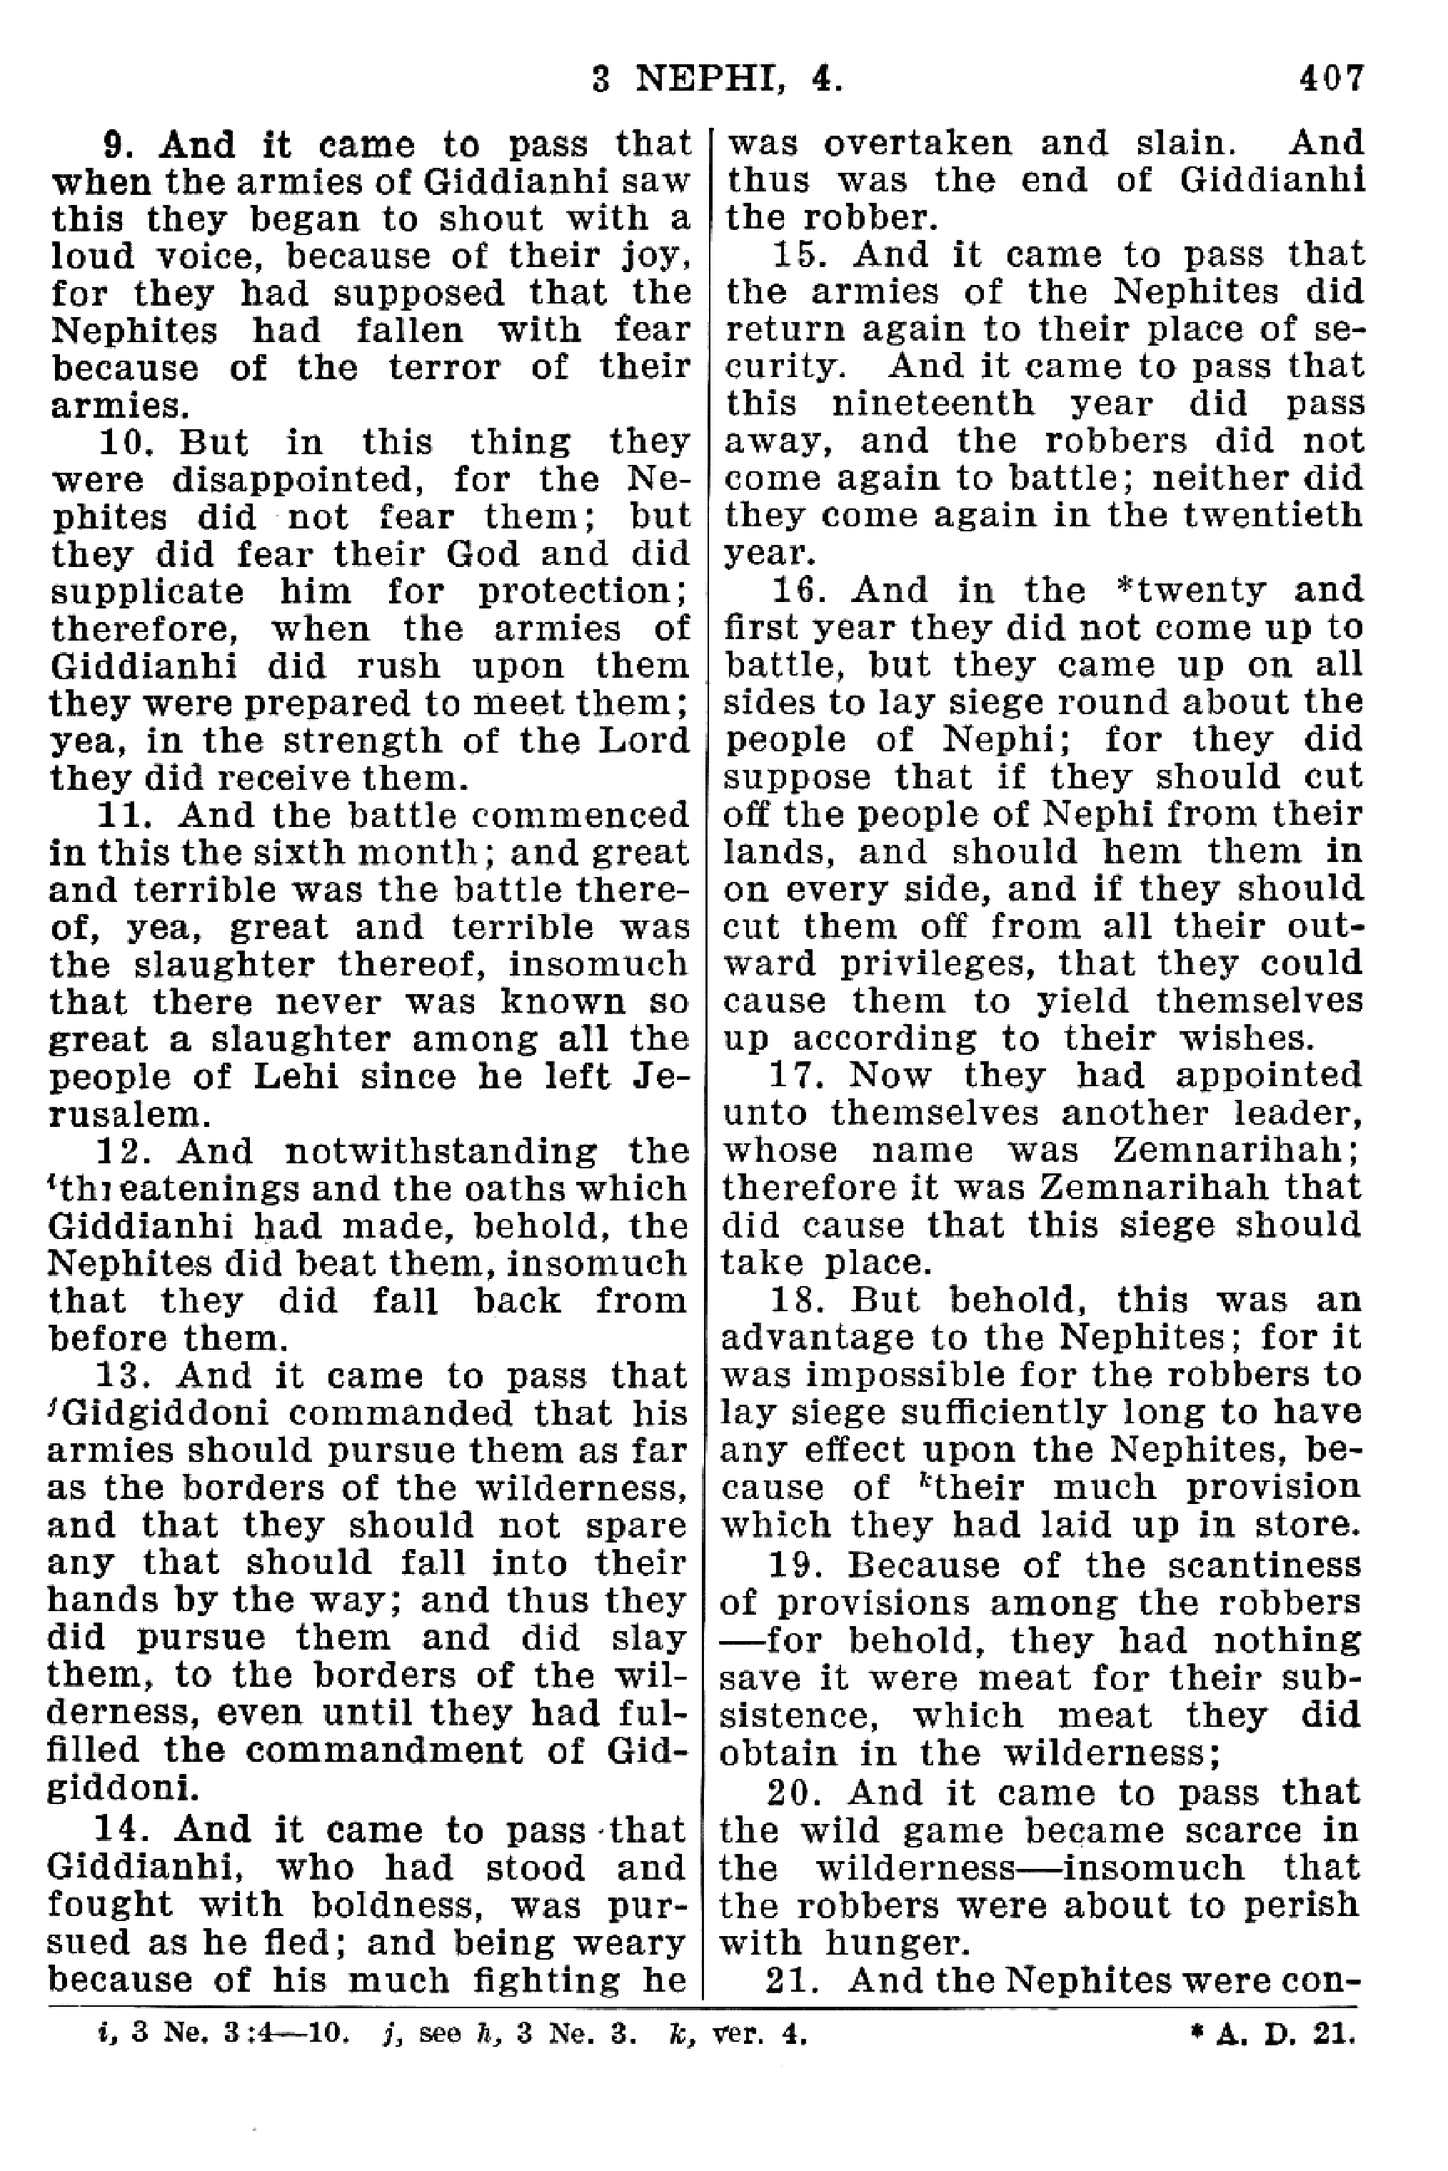 3 NEPHI, 4.
407
9. And it came to pass that
when the armies of Giddianhi saw
this they began to shout with a
loud voice, because of their joy,
for they had supposed that the
Nephites had fallen with fear
because of the terror of their
armies.
10. But in this thing they
were disappointed, for the Ne-
phites did not fear them; but
they did fear their God and did
supplicate him for protection;
therefore, when the armies of
Giddianhi did rush upon them
they were prepared to meet them;
yea, in the strength of the Lord
they did receive them.
11. And the battle commenced
in this the sixth month; and great
and terrible was the battle there-
of, yea, great and terrible was
the slaughter thereof, insomuch
that there never was known so
great a slaughter among all the
people of Lehi since he left Je-
rusalem.
12. And notwithstanding the
ithreatenings and the oaths which
Giddianhi had made, behold, the
Nephites did beat them, insomuch
that they did fall back from
before them.
13. And it came to pass that
jGidgiddoni commanded that his
armies should pursue them as far
as the borders of the wilderness,
and that they should not spare
any that should fall into their
hands by the way; and thus they
did pursue them and did slay
them, to the borders of the wil-
derness, even until they had ful-
filled the commandment of Gid-
giddoni.
14. And it came to pass that
Giddianhi, who had stood and
fought with boldness, was pur-
sued as he fled; and being weary
because of his much fighting he
was overtaken and slain. And
thus was the end of Giddianhi
the robber.
15. And it came to pass that
the armies of the Nephites did
return again to their place of se-
curity. And it came to pass that
this nineteenth year did pass
away, and the robbers did not
come again to battle; neither did
they come again in the twentieth
year.
16. And in the *twenty and
first year they did not come up to
battle, but they came up on all
sides to lay siege round about the
people of Nephi; for they did
suppose that if they should cut
off the people of Nephi from their
lands, and should hem them in
on every side, and if they should
cut them off from all their out-
ward privileges, that they could
cause them to yield themselves
up according to their wishes.
17. Now they had appointed
unto themselves another leader,
whose name was Zemnarihah;
therefore it was Zemnarihah that
did cause that this siege should
take place.
18. But behold, this was an
advantage to the Nephites; for it
was impossible for the robbers to
lay siege sufficiently long to have
any effect upon the Nephites, be-
cause of ktheir much provision
which they had laid up in store.
19. Because of the scantiness
of provisions among the robbers
—for behold, they had nothing
save it were meat for their sub-
sistence, which meat they did
obtain in the wilderness;
20. And it came to pass that
the wild game became scarce in
the wilderness—insomuch that
the robbers were about to perish
with hunger.
21. And the Nephites were con-
i, 3 Ne. 3:4—10. j, see h, 3 Ne. 3. k, ver. 4.
* A. D. 21.